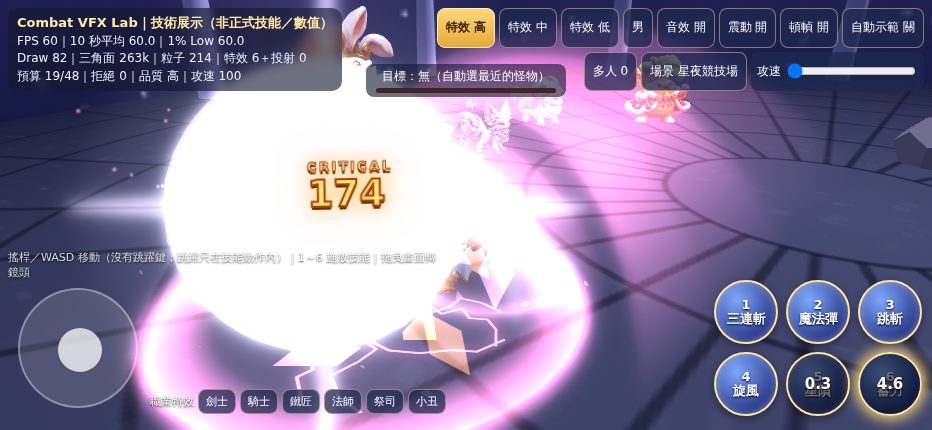 Combat VFX Lab｜技術展示（非正式技能／數值）
FPS 60｜10 秒平均 60.0｜1% Low 60.0
Draw 82｜三角面 263k｜粒子 214｜特效 6＋投射 0
預算 19/48｜拒絕 0｜品質 高｜攻速 100
特效 高
特效 中
特效 低
男
音效 開
震動 開
頓幀 開
自動示範 關
目標：無（自動選最近的怪物）
多人 0
場景 星夜競技場
攻速
CRITICAL
174
搖桿／WASD 移動（沒有跳躍鍵，跳躍只在技能動作內）｜1～6 施放技能｜拖曳畫面轉
鏡頭
1
三連斬
2
魔法彈
3
跳斬
4
旋風
0.3
4.6
蓄力
職業特效
劍士
騎士
鐵匠
法師
祭司
小丑